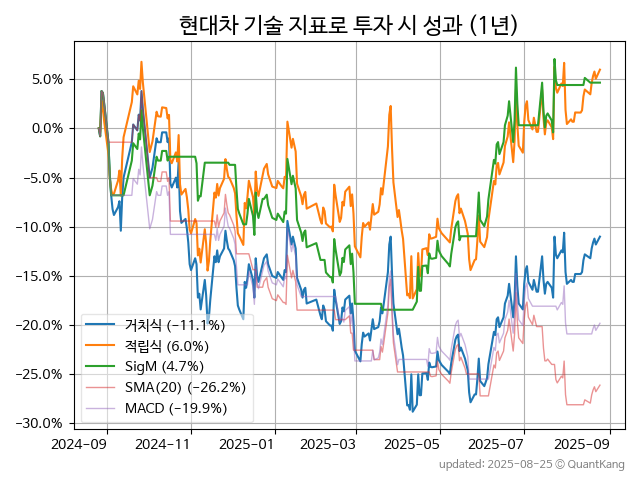 현대차 기술 지표로 투자 시 성과 (1년)
5.0%
0.0%
−5.0%
−10.0%
−15.0%
−20.0%
−25.0%
−30.0%
거치식 (−11.1%)
적립식 (6.0%)
SigM (4.7%)
SMA(20) (−26.2%)
MACD (−19.9%)
2024-09 2024-11 2025-01 2025-03 2025-05 2025-07 2025-09
updated: 2025-08-25 © QuantKang